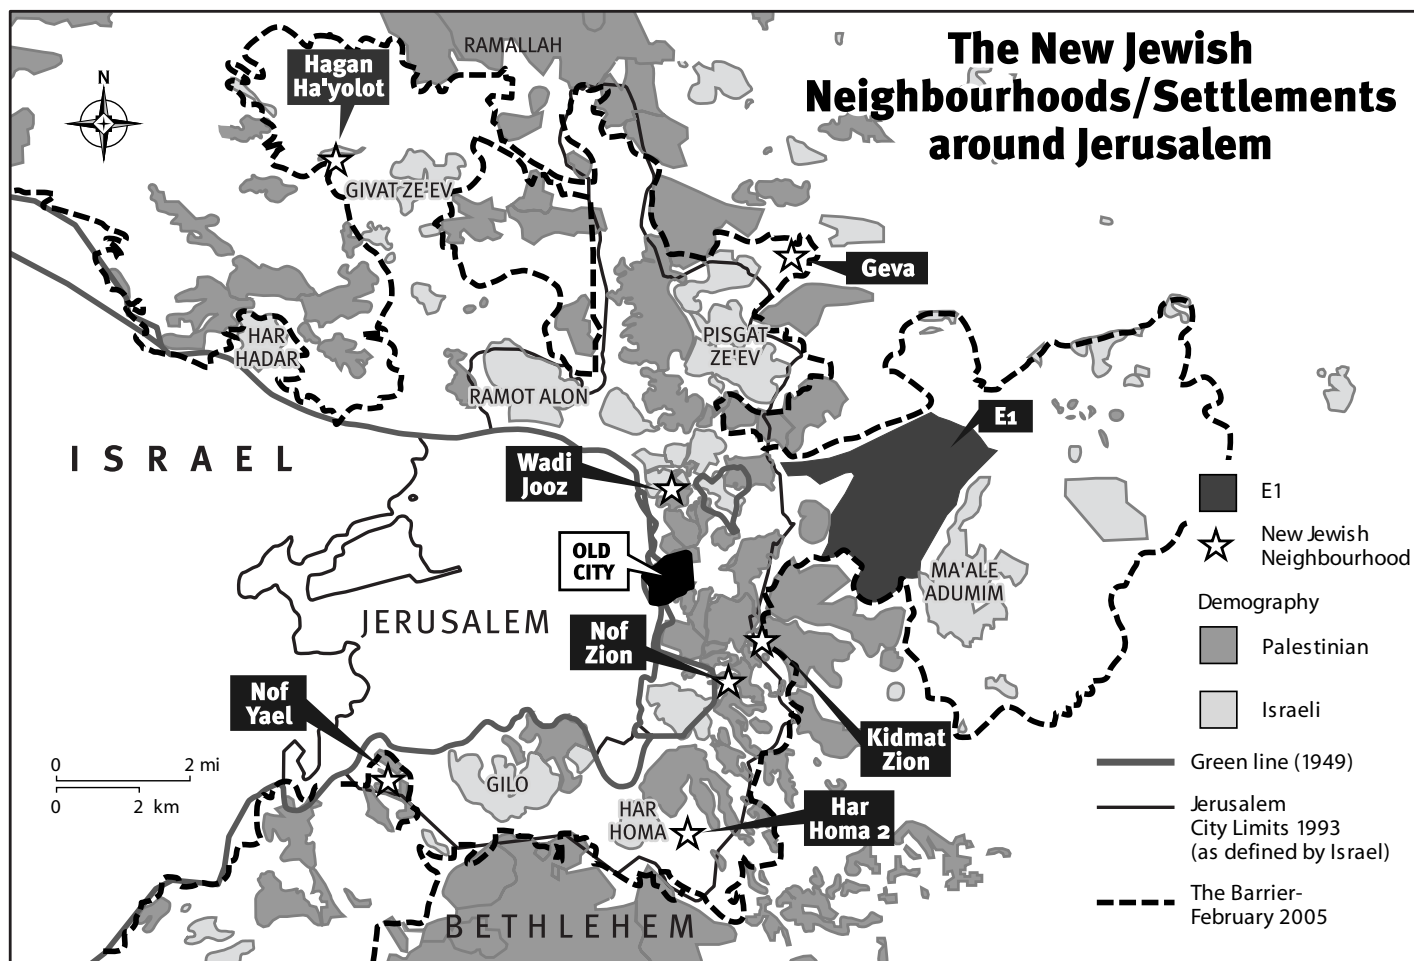 The New Jewish
Neighbourhoods/Settlements
around Jerusalem
RAMALLAH
Hagan
Ha'yolot
N
GIVAT ZE'EV
Geva
HAR
HADAR
PISGAT
ZE'EV
RAMOT ALON
E1
ISRAEL
Wadi
Jooz
OLD
CITY
MA'ALE
ADUMIM
JERUSALEM
Nof
Zion
Nof
Yael
Kidmat
Zion
0 2 mi
0 2 km
GILO
HAR
HOMA
Har
Homa 2
BETHLEHEM
E1
New Jewish
Neighbourhood
Demography
Palestinian
Israeli
Green line (1949)
Jerusalem
City Limits 1993
(as defined by Israel)
The Barrier-
February 2005